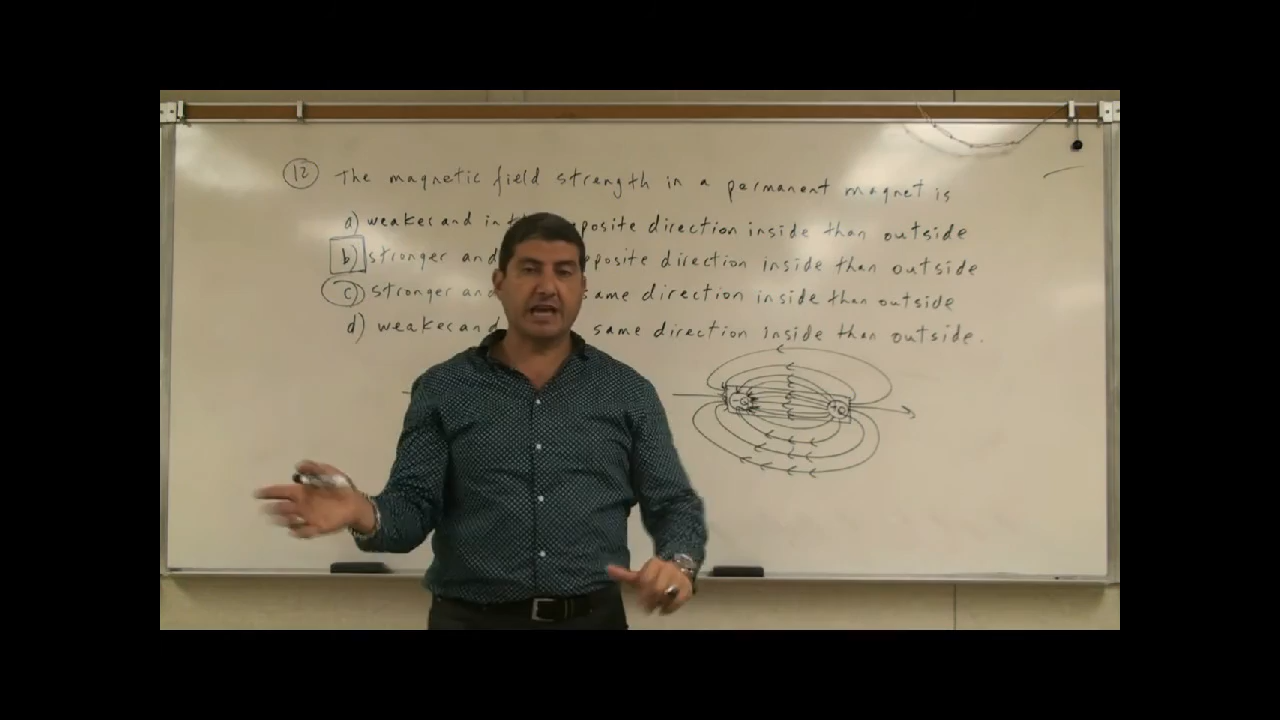 12 The magnetic field strength in a permanent magnet is
a) weaker and in opposite direction inside than outside
b) stronger and opposite direction inside than outside
c) stronger and same direction inside than outside
d) weaker and same direction inside than outside.